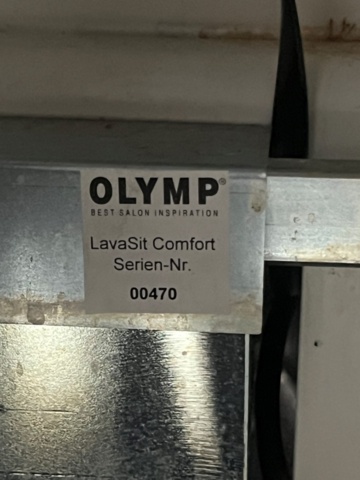 OLYMP®
BEST SALON INSPIRATION
LavaSit Comfort
Serien-Nr.
00470